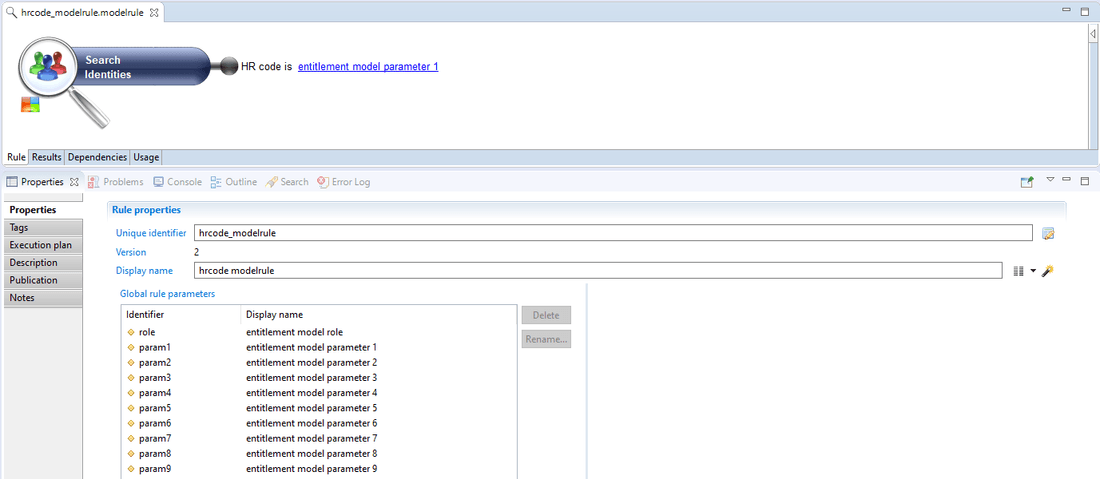 hrcode_modelrule.modelrule
Search
Identities
HR code is entitlement model parameter 1
Rule Results Dependencies Usage
Properties Problems Console Outline Search Error Log
Properties
Tags
Execution plan
Description
Publication
Notes
Rule properties
Unique identifier hrcode_modelrule
Version 2
Display name hrcode modelrule
Global rule parameters
Identifier Display name
role entitlement model role
param1 entitlement model parameter 1
param2 entitlement model parameter 2
param3 entitlement model parameter 3
param4 entitlement model parameter 4
param5 entitlement model parameter 5
param6 entitlement model parameter 6
param7 entitlement model parameter 7
param8 entitlement model parameter 8
param9 entitlement model parameter 9
Delete
Rename...